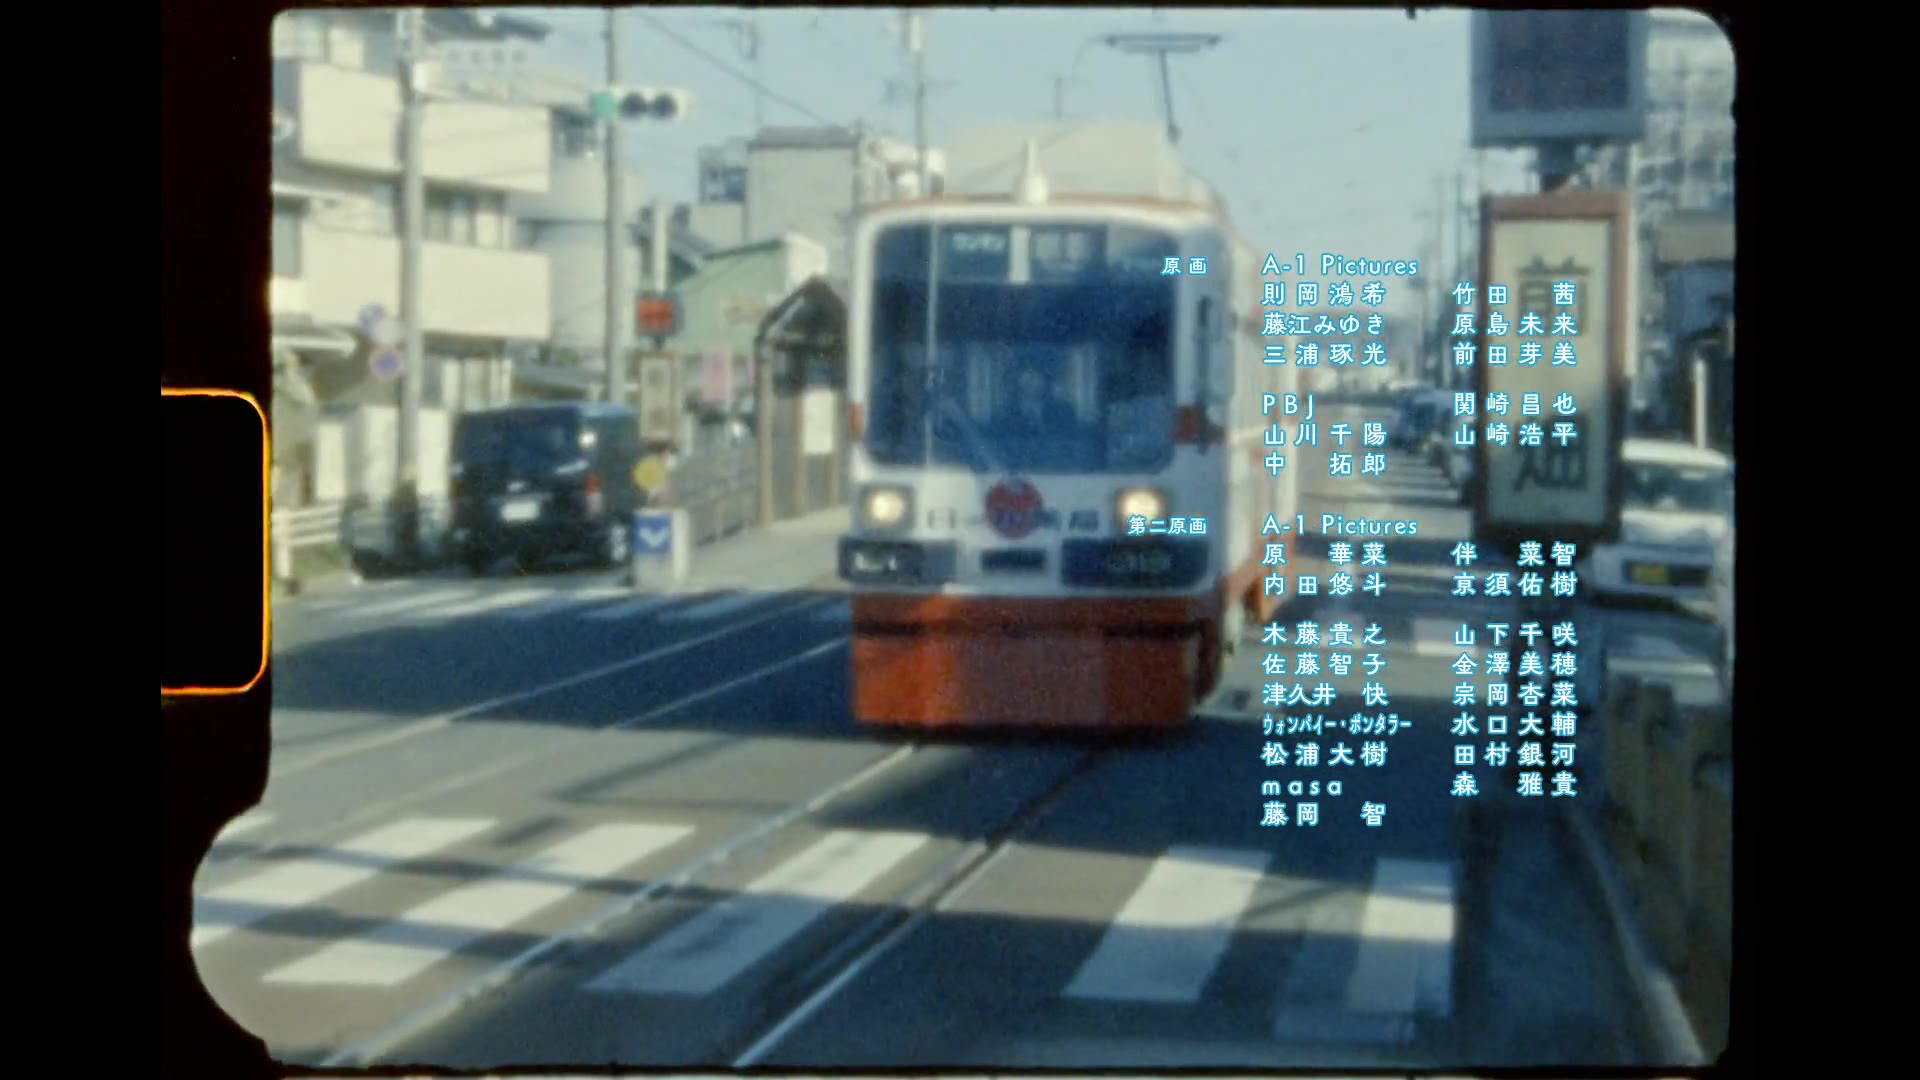 ワンマン
前畑
原画 A-1 Pictures
則岡鴻希 竹田 茜
藤江みゆき 原島未来
三浦琢光 前田芽美
PBJ 関崎昌也
山川千陽 山崎浩平
中 拓郎
第二原画 A-1 Pictures
原 華菜 伴 菜智
内田悠斗 京須佑樹
木藤貴之 山下千咲
佐藤智子 金澤美穂
津久井 快 宗岡杏菜
ウォンパイー・ポンタラー 水口大輔
松浦大樹 田村銀河
masa 森 雅貴
藤岡 智